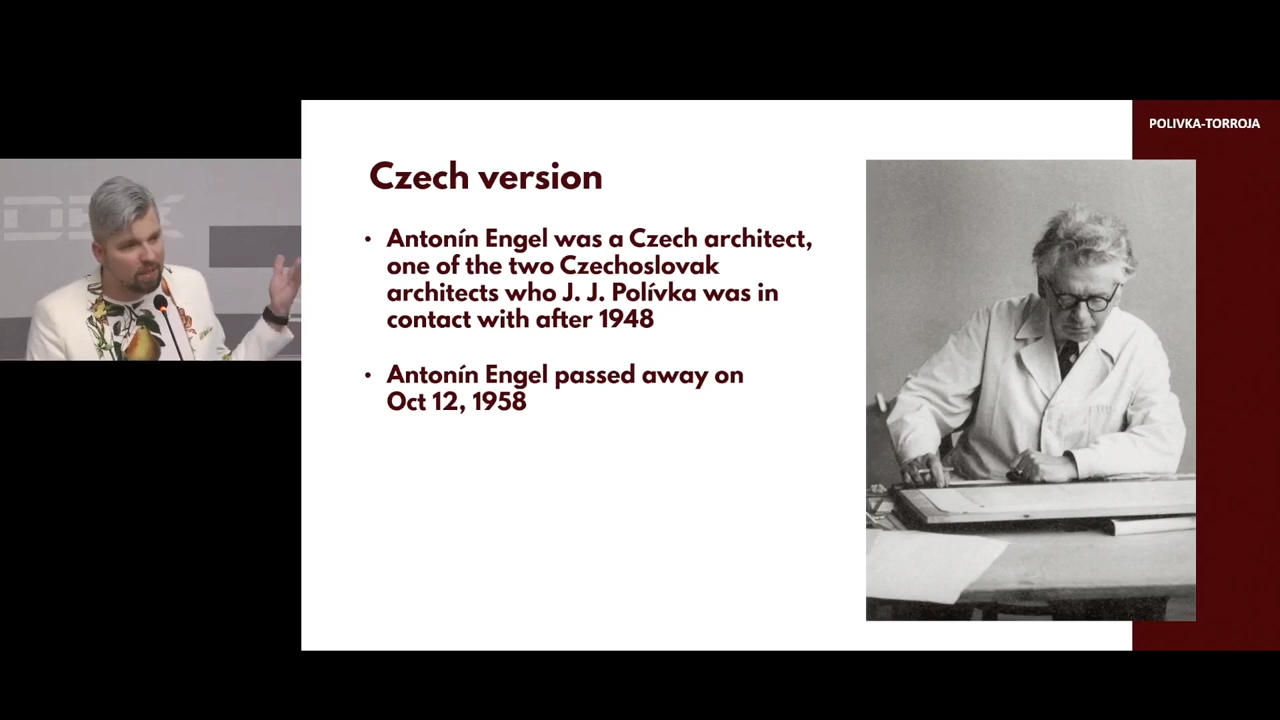 POLIVKA-TORROJA
Czech version
• Antonín Engel was a Czech architect,
one of the two Czechoslovak
architects who J. J. Polívka was in
contact with after 1948
• Antonín Engel passed away on
Oct 12, 1958